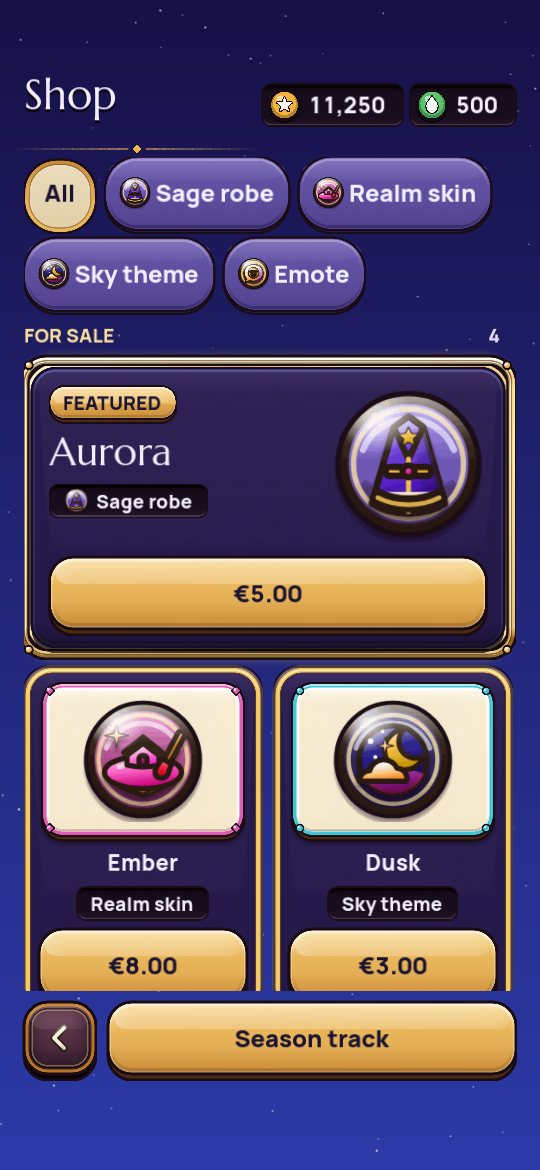 Shop
11,250
500
All
Sage robe
Realm skin
Sky theme
Emote
FOR SALE
4
FEATURED
Aurora
Sage robe
€5.00
Ember
Dusk
Realm skin
Sky theme
€8.00
€3.00
Season track